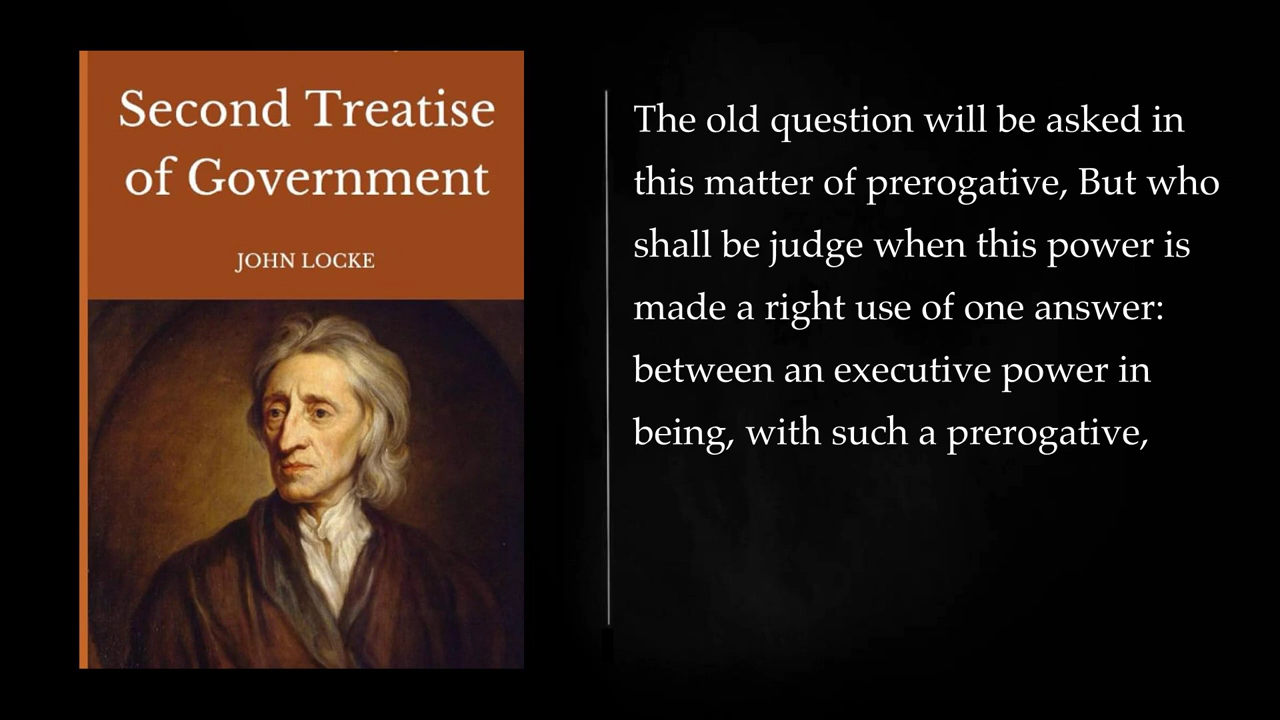 Second Treatise
of Government
JOHN LOCKE
The old question will be asked in
this matter of prerogative, But who
shall be judge when this power is
made a right use of one answer:
between an executive power in
being, with such a prerogative,